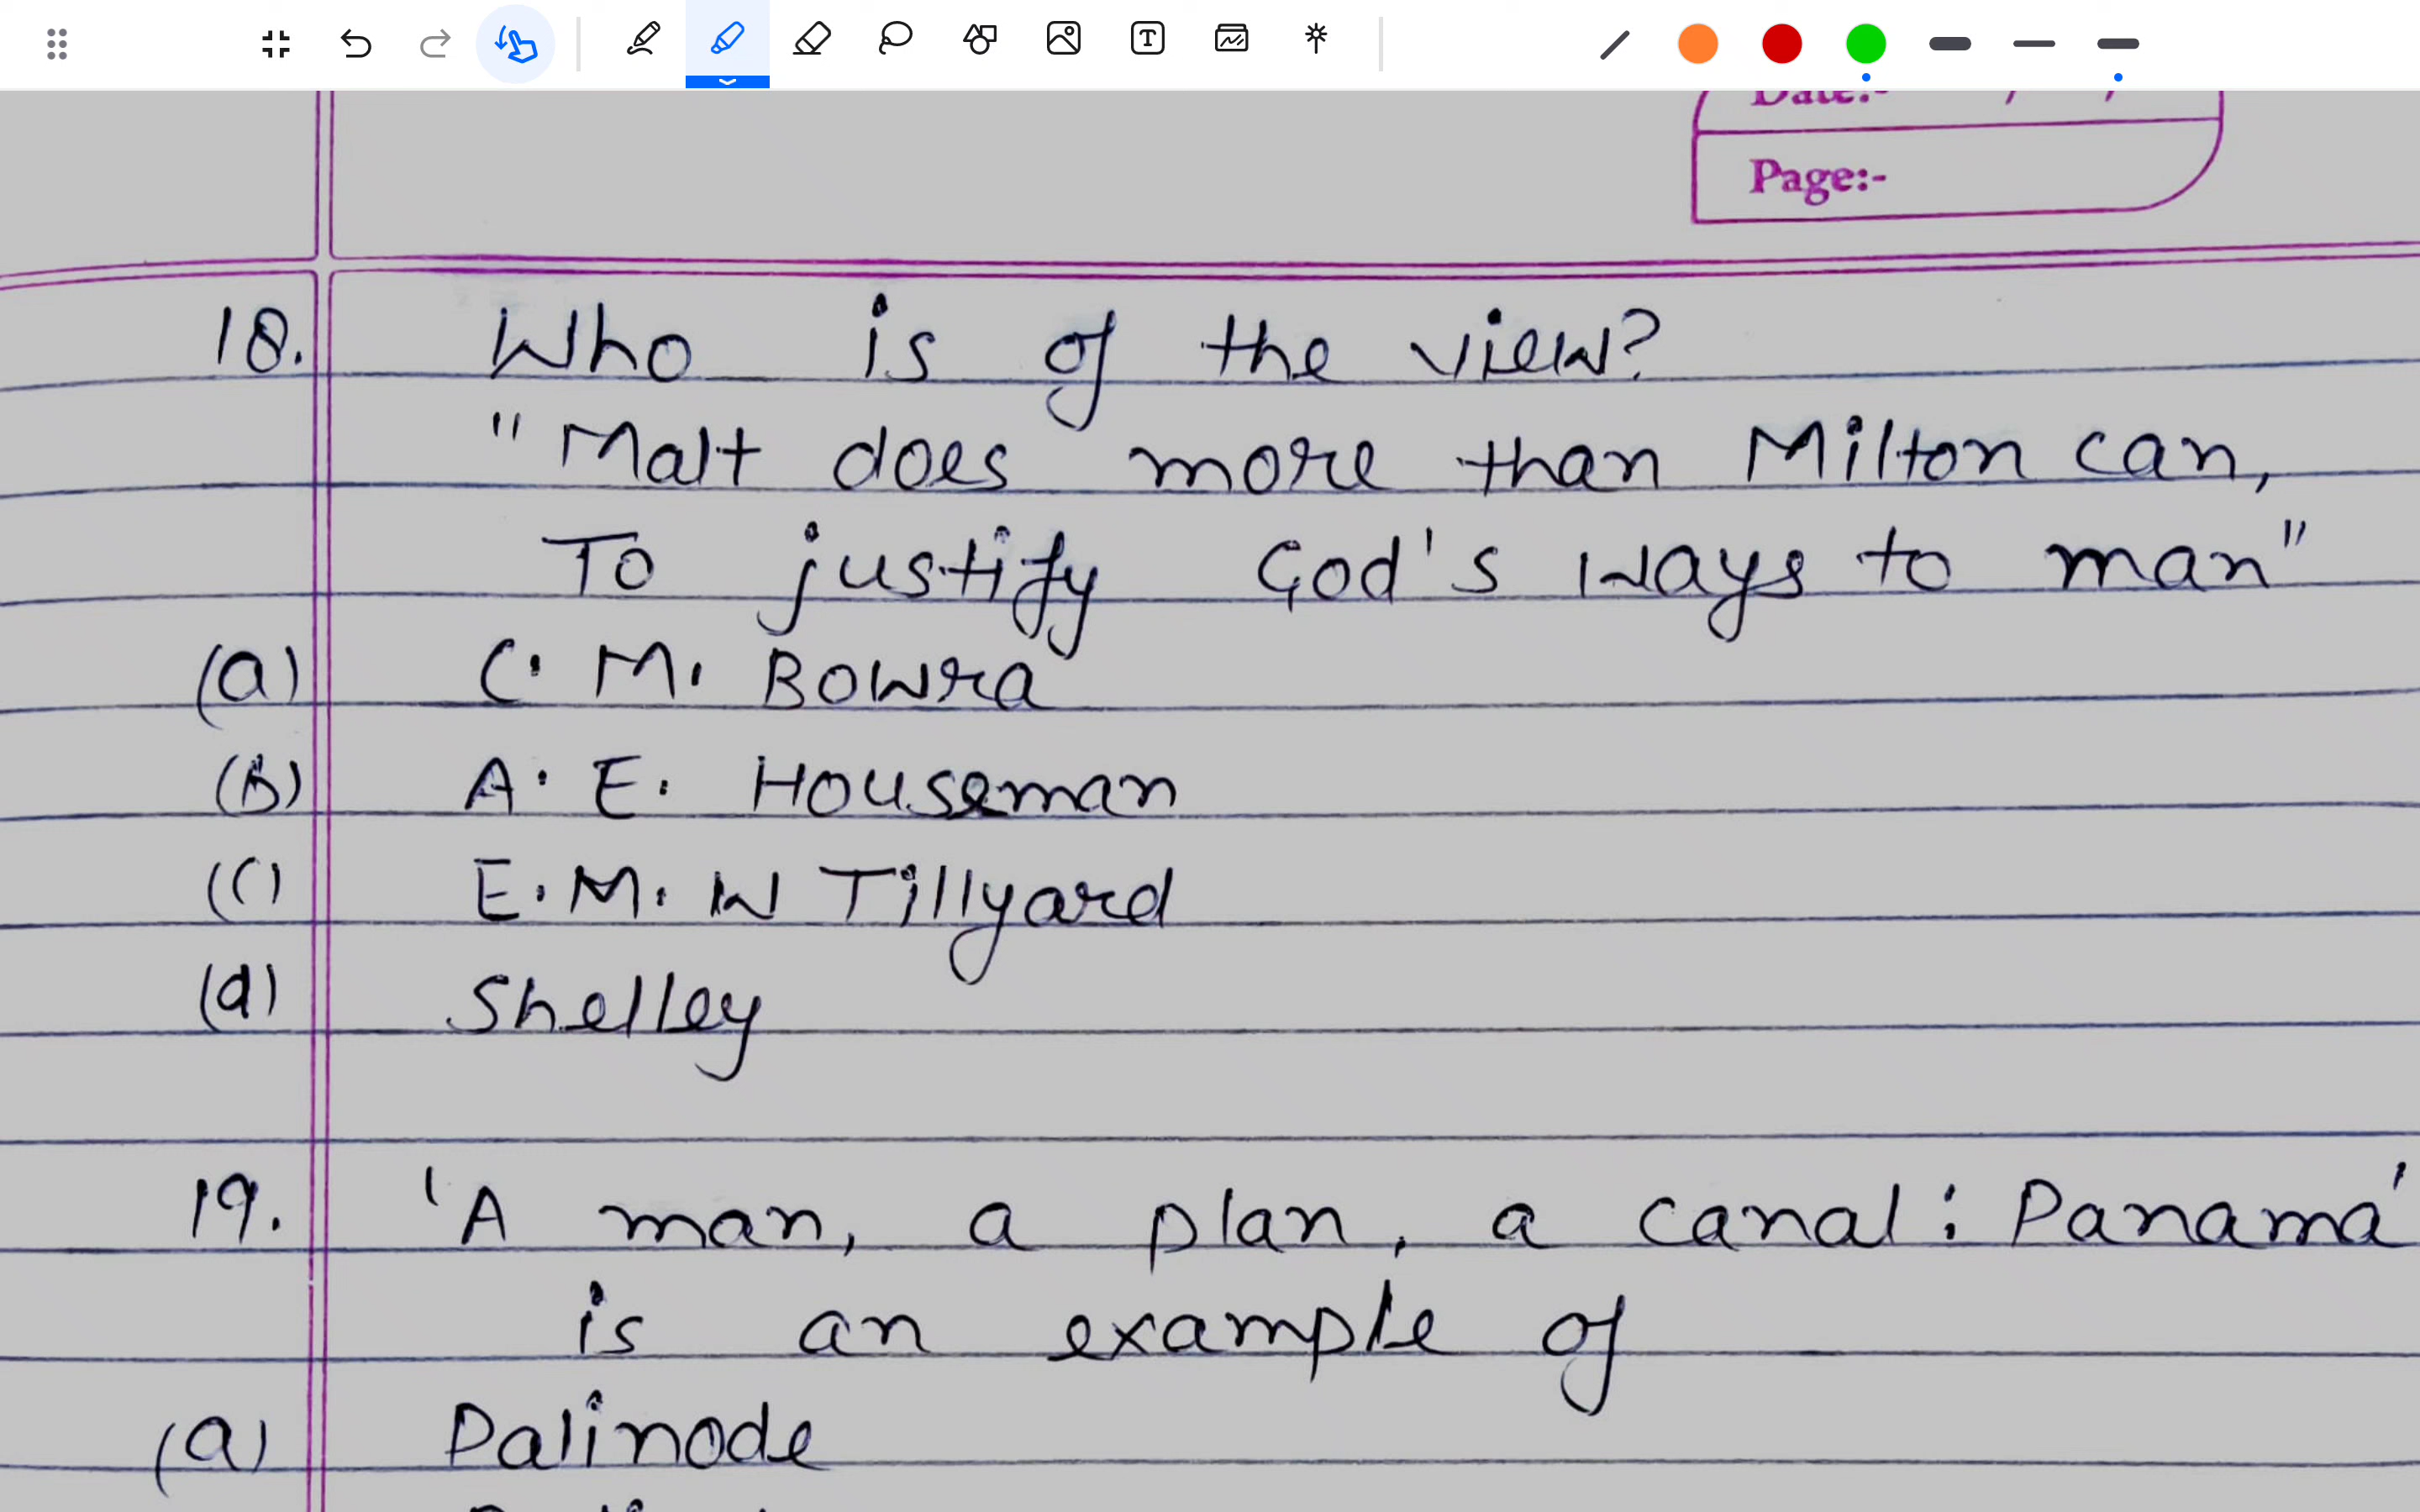 Page:-
18. Who is of the view?
"Malt does more than Milton can,
To justify God's ways to man"
(a) C. M. Bowra
(b) A. E. Houseman
(c) E. M. W Tillyard
(d) Shelley
19. 'A man, a plan, a canal: Panama'
is an example of
(a) Palinode